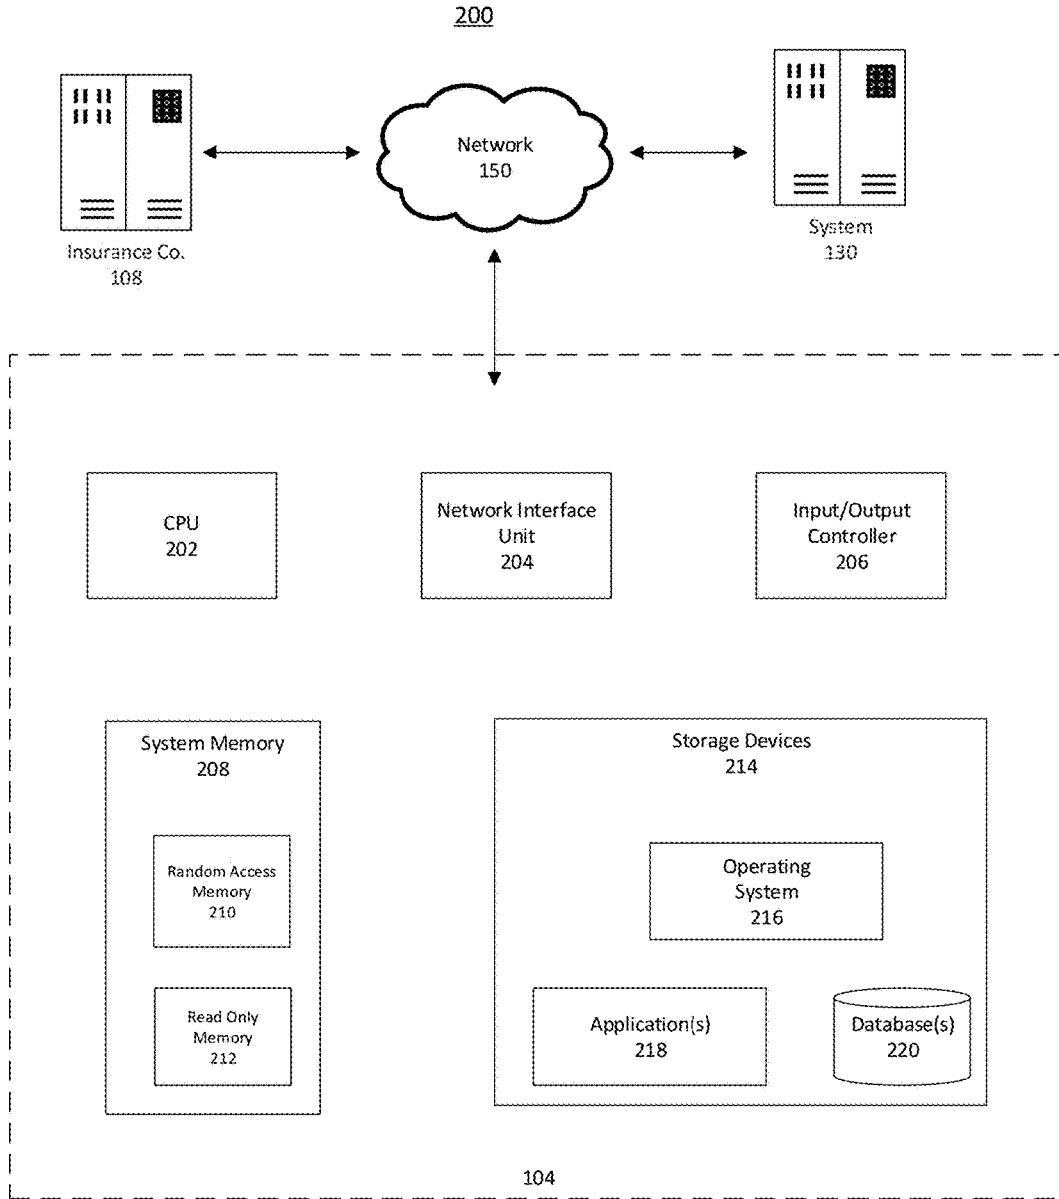 200
Network
150
Insurance Co.
108
System
130
CPU
202
Network Interface
Unit
204
Input/Output
Controller
206
System Memory
208
Random Access
Memory
210
Read Only
Memory
212
Storage Devices
214
Operating
System
216
Application(s)
218
Database(s)
220
104